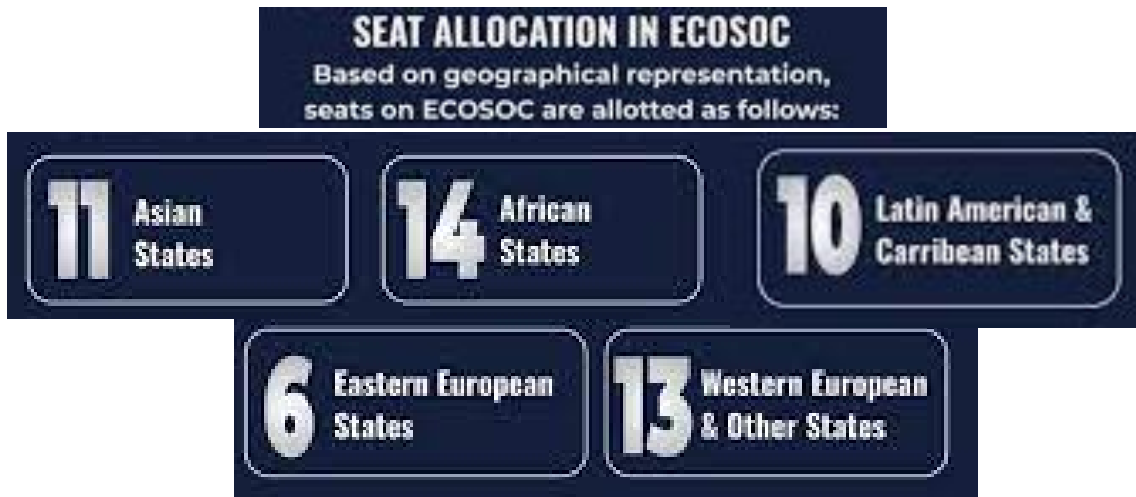 SEAT ALLOCATION IN ECOSOC
Based on geographical representation,
seats on ECOSOC are allotted as follows:
11 Asian
States
14 African
States
10 Latin American &
Carribean States
6 Eastern European
States
13 Western European
& Other States